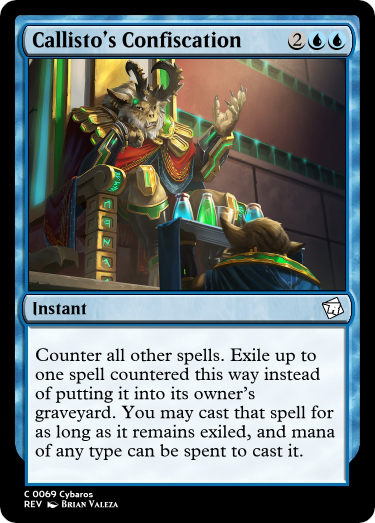 Callisto's Confiscation 2
Instant
Counter all other spells. Exile up to
one spell countered this way instead
of putting it into its owner's
graveyard. You may cast that spell for
as long as it remains exiled, and mana
of any type can be spent to cast it.
C 0069 Cybaros
REV Brian Valeza